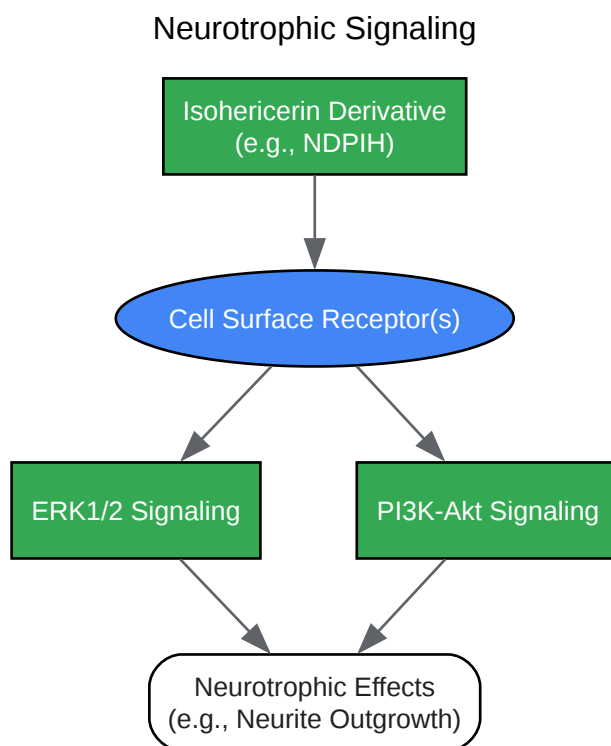 Neurotrophic Signaling
Isohericerin Derivative
(e.g., NDPIH)
Cell Surface Receptor(s)
ERK1/2 Signaling
PI3K-Akt Signaling
Neurotrophic Effects
(e.g., Neurite Outgrowth)